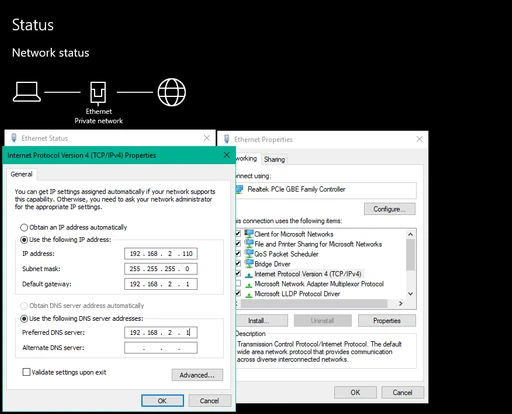 Status
Network status
Ethernet
Private network
Ethernet Status
Ethernet Properties
Internet Protocol Version 4 (TCP/IPv4) Properties
General
You can get IP settings assigned automatically if your network supports
this capability. Otherwise, you need to ask your network administrator
for the appropriate IP settings.
Obtain an IP address automatically
Use the following IP address:
IP address: 192 . 168 . 2 . 110
Subnet mask: 255 . 255 . 255 . 0
Default gateway: 192 . 168 . 2 . 1
Obtain DNS server address automatically
Use the following DNS server addresses:
Preferred DNS server: 192 . 168 . 2 . 1
Alternate DNS server: . . .
Validate settings upon exit
Advanced...
OK Cancel
working Sharing
onnect using:
Realtek PCIe GBE Family Controller
Configure...
his connection uses the following items:
Client for Microsoft Networks
File and Printer Sharing for Microsoft Networks
QoS Packet Scheduler
Bridge Driver
Internet Protocol Version 4 (TCP/IPv4)
Microsoft Network Adapter Multiplexor Protocol
Microsoft LLDP Protocol Driver
Install... Uninstall Properties
Description
Transmission Control Protocol/Internet Protocol. The default
wide area network protocol that provides communication
across diverse interconnected networks.
OK Cancel